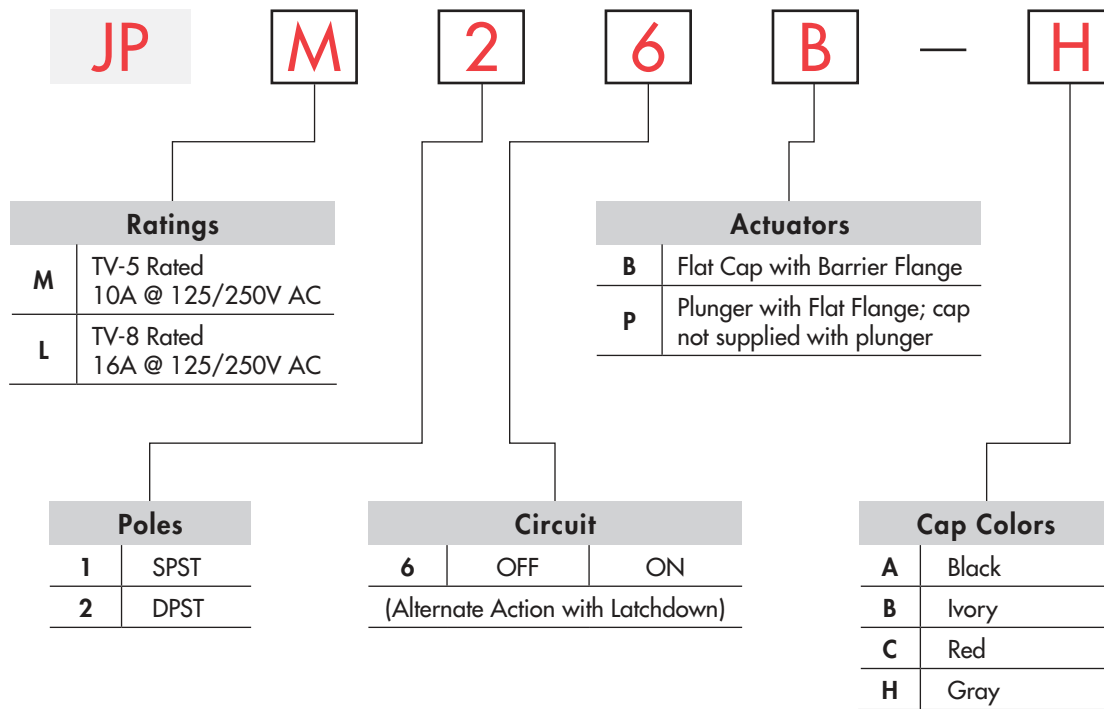 JP M 2 6 B — H
Ratings
M TV-5 Rated
10A @ 125/250V AC
L TV-8 Rated
16A @ 125/250V AC
Actuators
B Flat Cap with Barrier Flange
P Plunger with Flat Flange; cap
not supplied with plunger
Poles
1 SPST
2 DPST
Circuit
6 OFF ON
(Alternate Action with Latchdown)
Cap Colors
A Black
B Ivory
C Red
H Gray